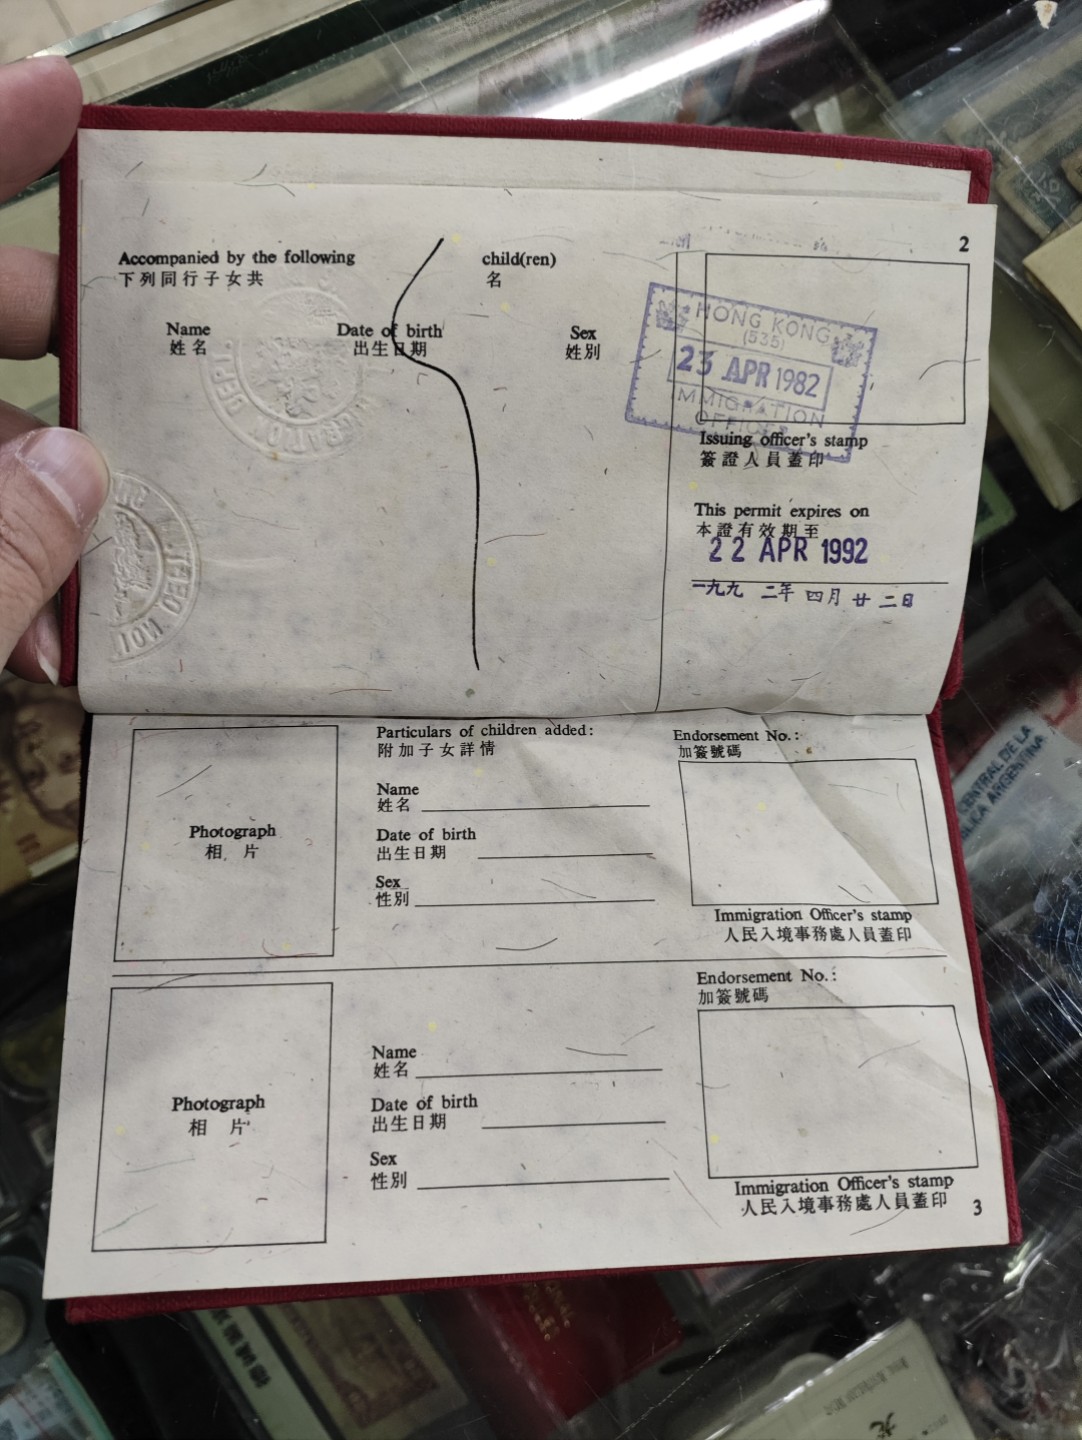 2
Accompanied by the following child(ren)
下列同行子女共 名
Name Date of birth Sex
姓名 出生日期 姓別
HONG KONG
(535)
23 APR 1982
IMMIGRATION
OFFICER
Issuing officer's stamp
簽證人員蓋印
This permit expires on
本證有效期至
22 APR 1992
一九九二年四月廿二日
Particulars of children added:
附加子女詳情
Endorsement No.:
加簽號碼
Photograph
相片
Name
姓名
Date of birth
出生日期
Sex
性別
Immigration Officer's stamp
人民入境事務處人員蓋印
Endorsement No.:
加簽號碼
Photograph
相片
Name
姓名
Date of birth
出生日期
Sex
性別
Immigration Officer's stamp
人民入境事務處人員蓋印
3
CENTRAL DE LA
ARGENTINA